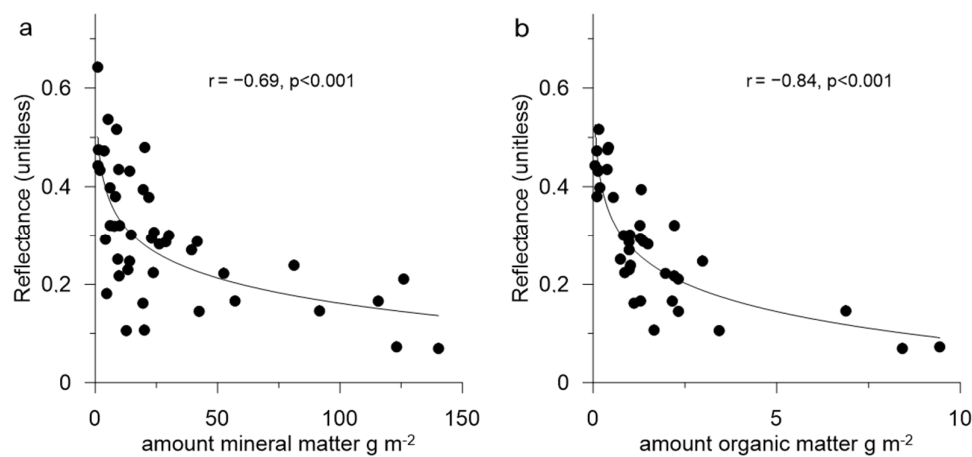 a
r = −0.69, p<0.001
Reflectance (unitless)
0.6
0.4
0.2
0
0 50 100 150
amount mineral matter g m-2
b
r = −0.84, p<0.001
Reflectance (unitless)
0.6
0.4
0.2
0
0 5 10
amount organic matter g m-2